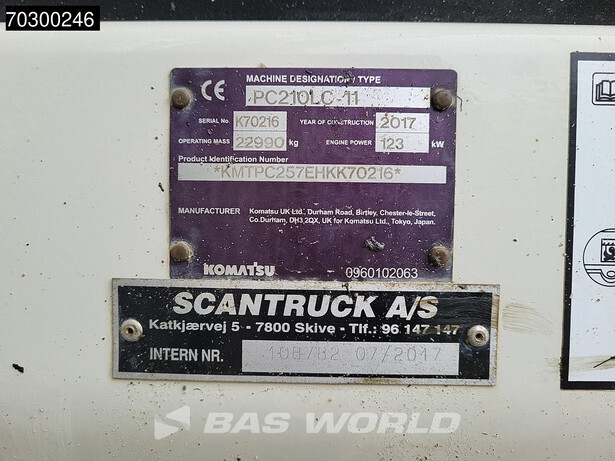 70300246
CE
MACHINE DESIGNATION / TYPE
PC210LC-11
SERIAL No. K70216 YEAR OF CONSTRUCTION 2017
OPERATING MASS 22990 kg ENGINE POWER 123 kW
Product Identification Number
*KMTPC257EHKK70216*
MANUFACTURER Komatsu UK Ltd., Durham Road, Birtley, Chester-le-Street,
Co.Durham, DH3 2QX, UK for Komatsu Ltd., Tokyo, Japan.
KOMATSU 0960102063
SCANTRUCK A/S
Katkjærvej 5 - 7800 Skive - Tlf.: 96 147 147
INTERN NR. 108782 07/2017
BAS WORLD